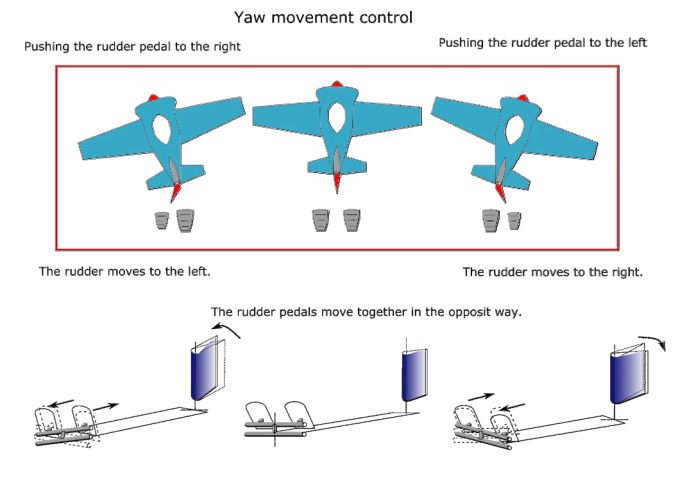 Yaw movement control
Pushing the rudder pedal to the right
Pushing the rudder pedal to the left
The rudder moves to the left.
The rudder moves to the right.
The rudder pedals move together in the opposit way.